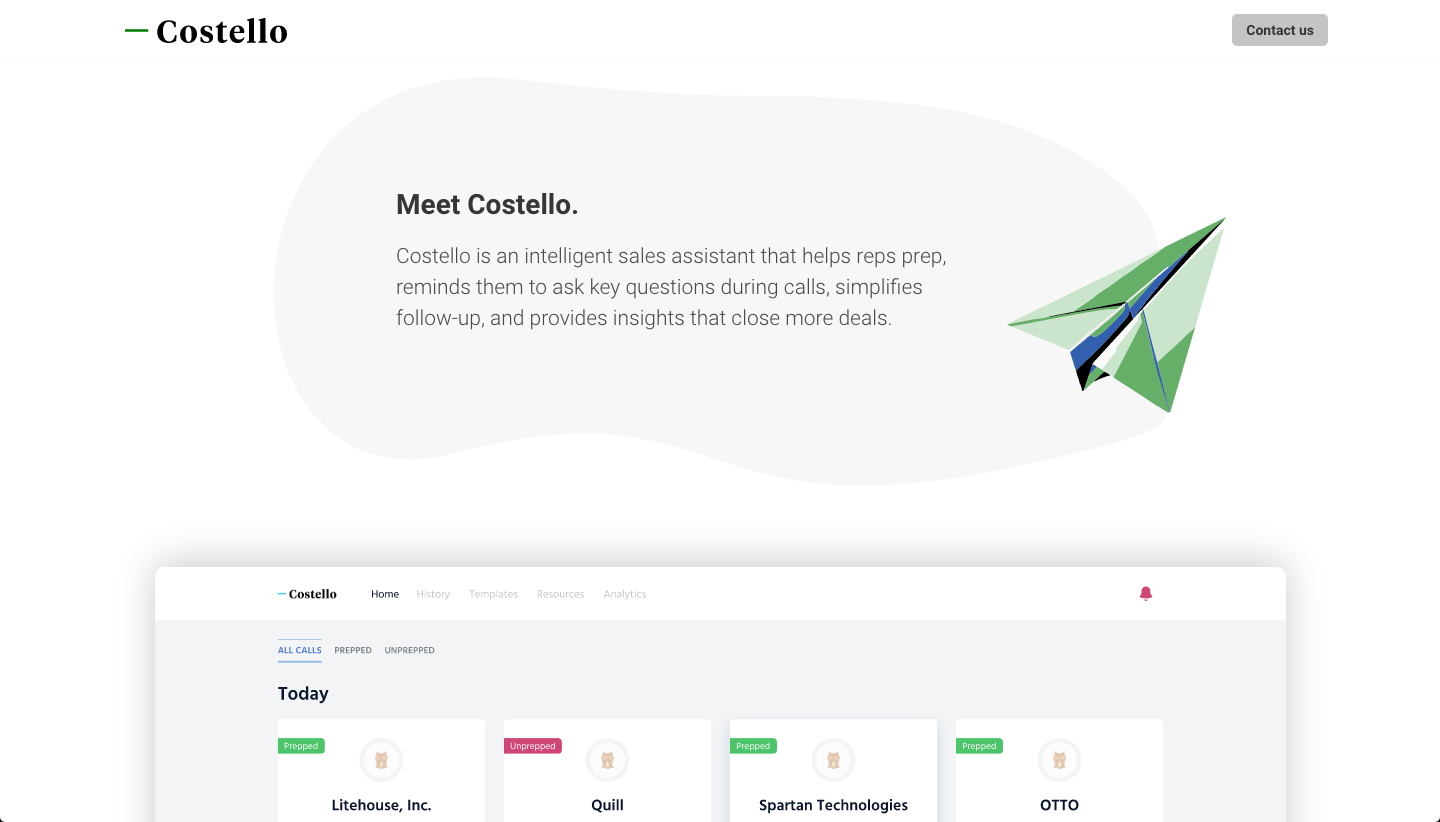 Costello
Contact us
Meet Costello.
Costello is an intelligent sales assistant that helps reps prep,
reminds them to ask key questions during calls, simplifies
follow-up, and provides insights that close more deals.
Costello Home History Templates Resources Analytics
ALL CALLS PREPPED UNPREPPED
Today
Prepped Unprepped Prepped Prepped
Litehouse, Inc. Quill Spartan Technologies OTTO